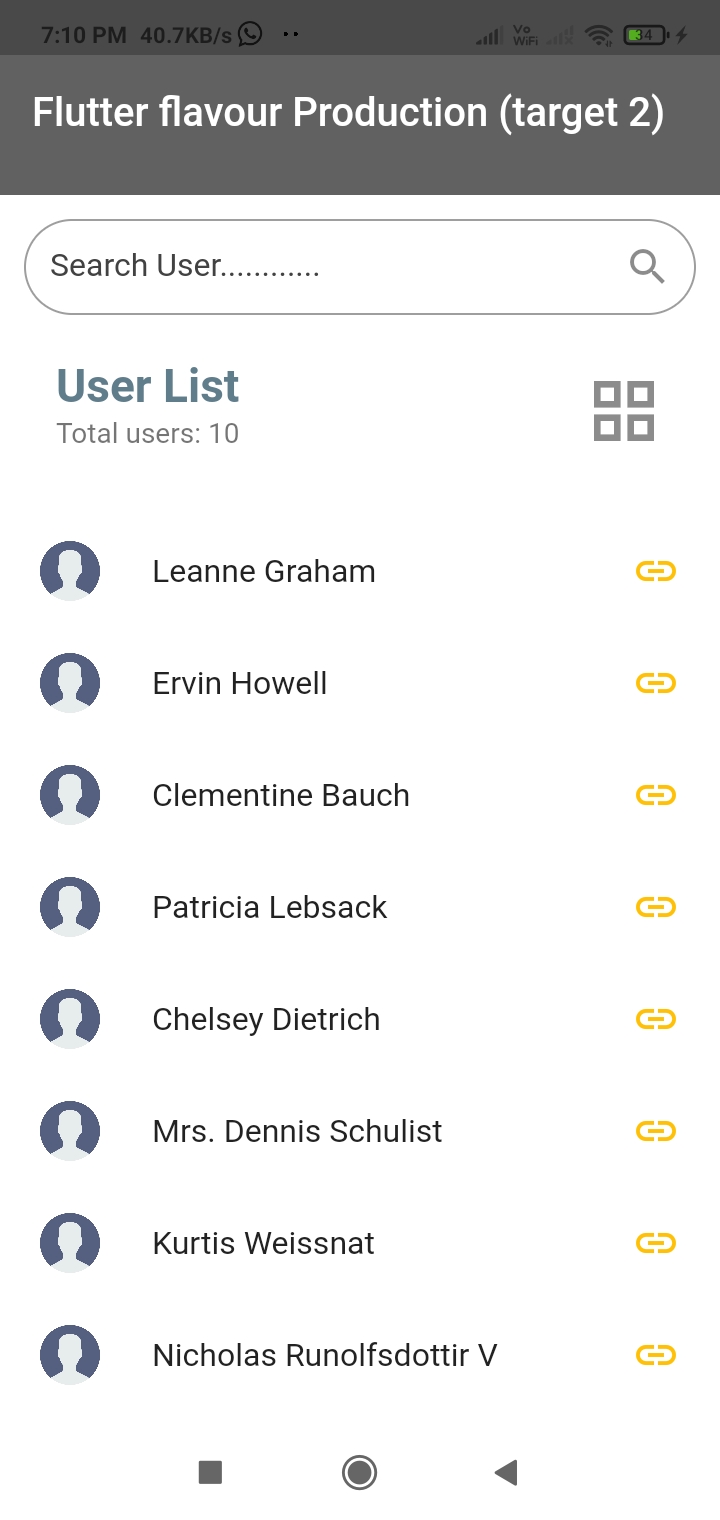 7:10 PM 40.7KB/s Vo WiFi 34
Flutter flavour Production (target 2)
Search User............
User List
Total users: 10
Leanne Graham
Ervin Howell
Clementine Bauch
Patricia Lebsack
Chelsey Dietrich
Mrs. Dennis Schulist
Kurtis Weissnat
Nicholas Runolfsdottir V